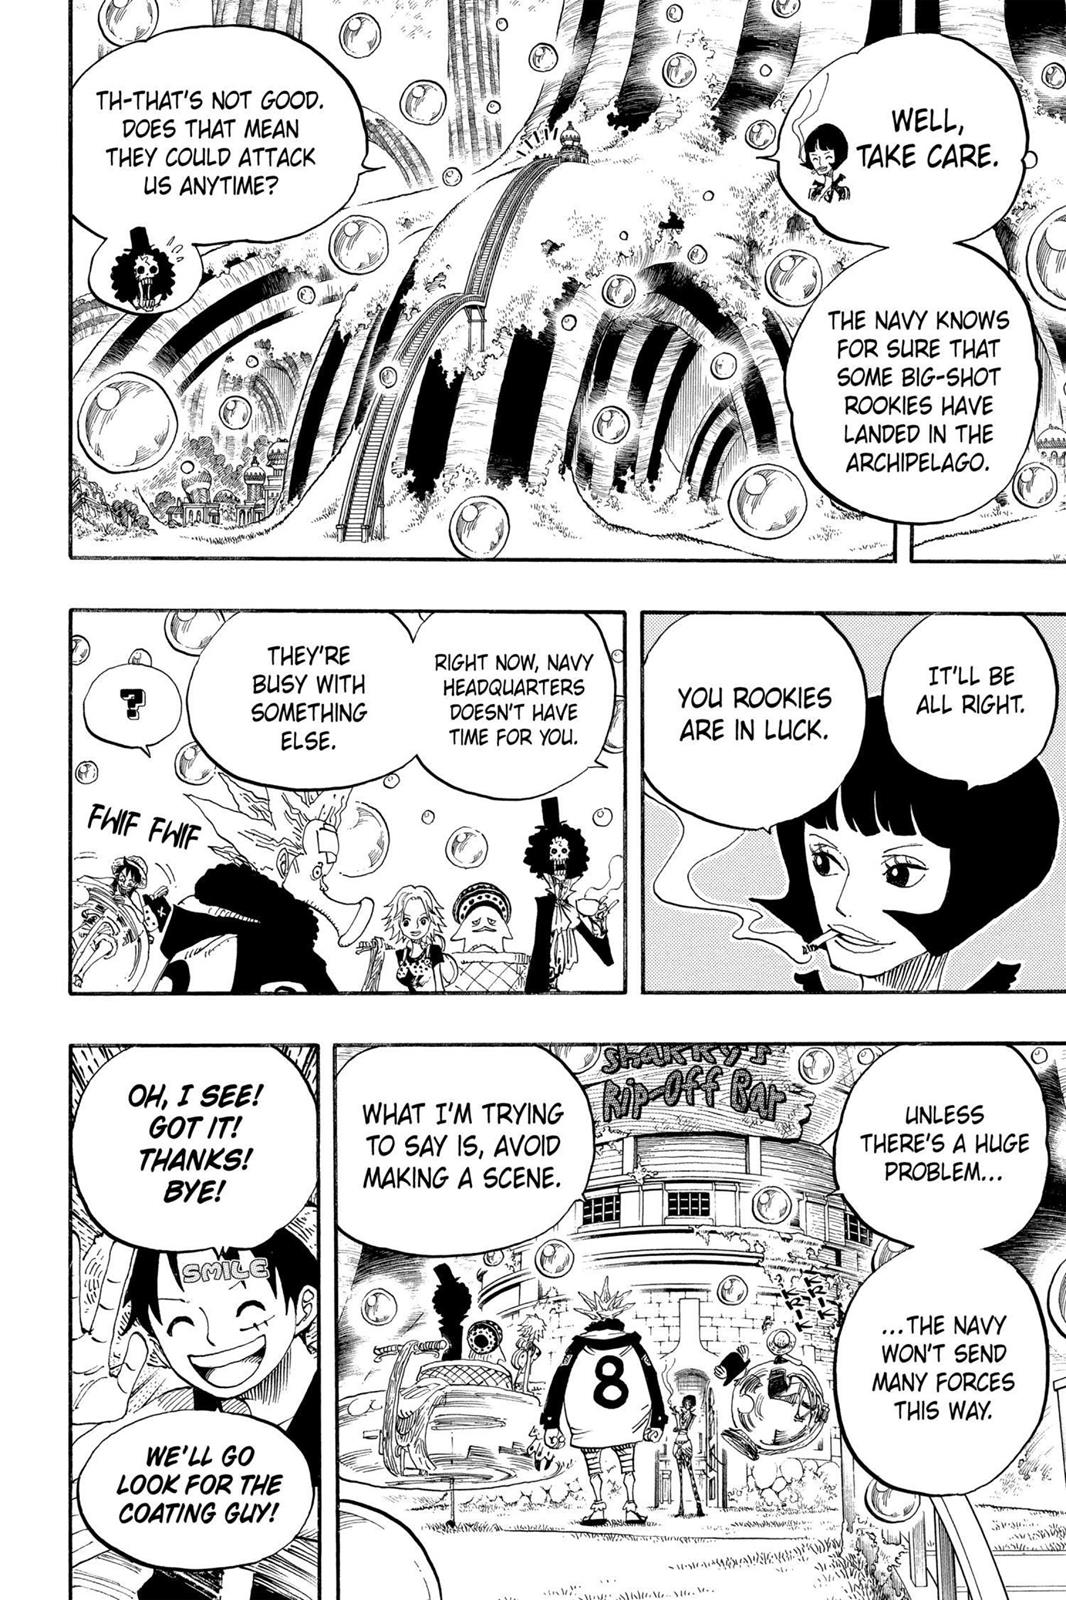 WELL,
TAKE CARE.
THE NAVY KNOWS
FOR SURE THAT
SOME BIG-SHOT
ROOKIES HAVE
LANDED IN THE
ARCHIPELAGO.
TH-THAT'S NOT GOOD.
DOES THAT MEAN
THEY COULD ATTACK
US ANYTIME?
IT'LL BE
ALL RIGHT.
YOU ROOKIES
ARE IN LUCK.
RIGHT NOW, NAVY
HEADQUARTERS
DOESN'T HAVE
TIME FOR YOU.
THEY'RE
BUSY WITH
SOMETHING
ELSE.
?
FWIF FWIF
UNLESS
THERE'S A HUGE
PROBLEM...
...THE NAVY
WON'T SEND
MANY FORCES
THIS WAY.
Shakky's
Rip-Off Bar
8
WHAT I'M TRYING
TO SAY IS, AVOID
MAKING A SCENE.
OH, I SEE!
GOT IT!
THANKS!
BYE!
SMILE
WE'LL GO
LOOK FOR THE
COATING GUY!